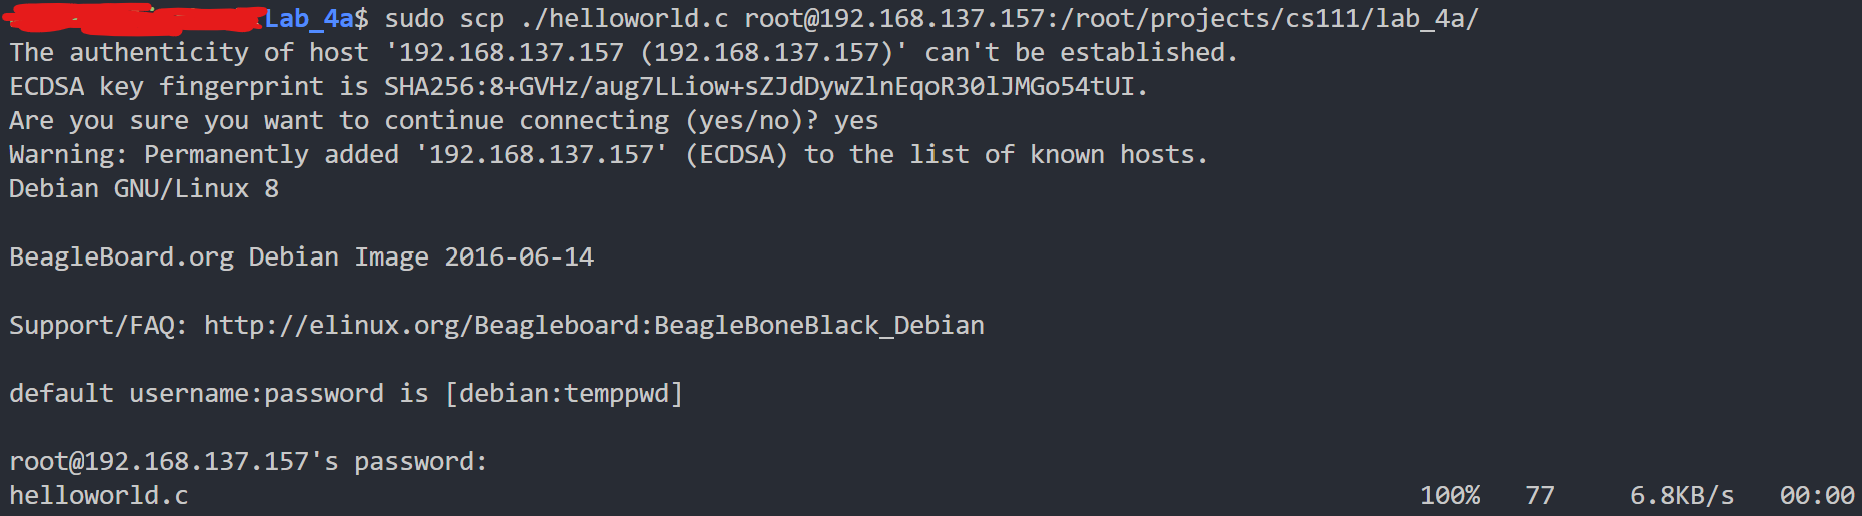 Lab_4a$ sudo scp ./helloworld.c root@192.168.137.157:/root/projects/cs111/lab_4a/
The authenticity of host '192.168.137.157 (192.168.137.157)' can't be established.
ECDSA key fingerprint is SHA256:8+GVHz/aug7LLiow+sZJdDywZlnEqoR30lJMGo54tUI.
Are you sure you want to continue connecting (yes/no)? yes
Warning: Permanently added '192.168.137.157' (ECDSA) to the list of known hosts.
Debian GNU/Linux 8
BeagleBoard.org Debian Image 2016-06-14
Support/FAQ: http://elinux.org/Beagleboard:BeagleBoneBlack_Debian
default username:password is [debian:temppwd]
root@192.168.137.157's password:
helloworld.c 100% 77 6.8KB/s 00:00